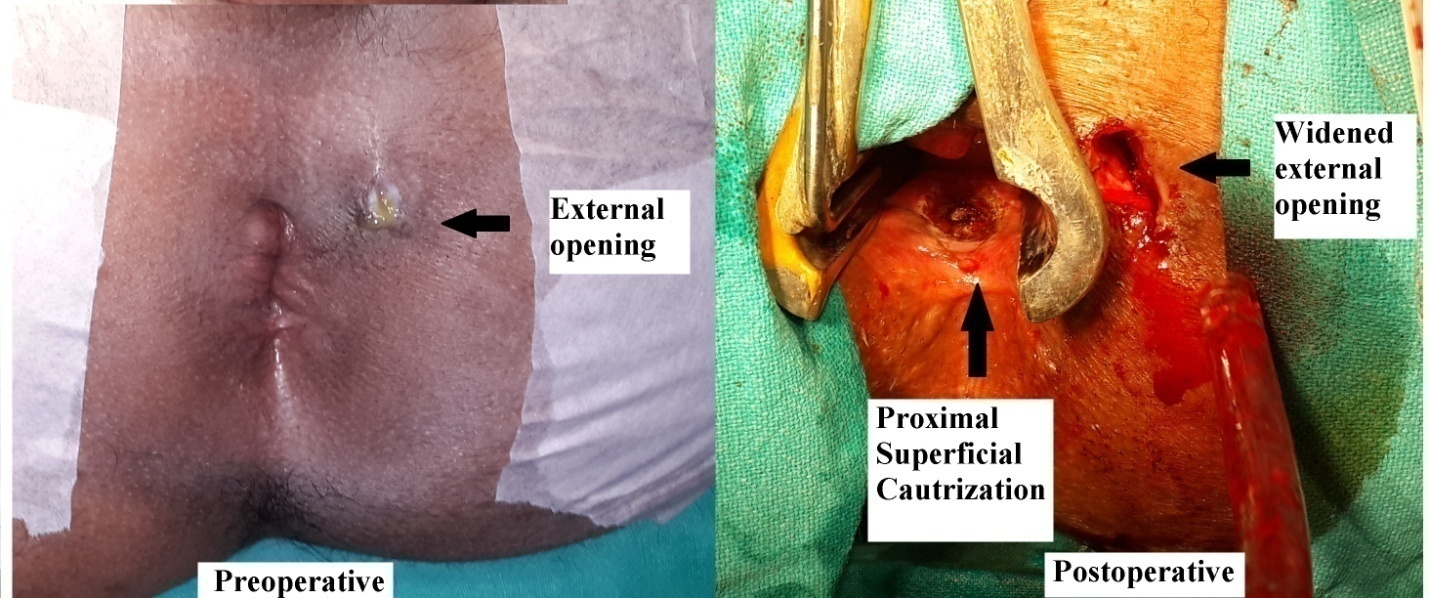 External
opening
Preoperative
Widened
external
opening
Proximal
Superficial
Cautrization
Postoperative